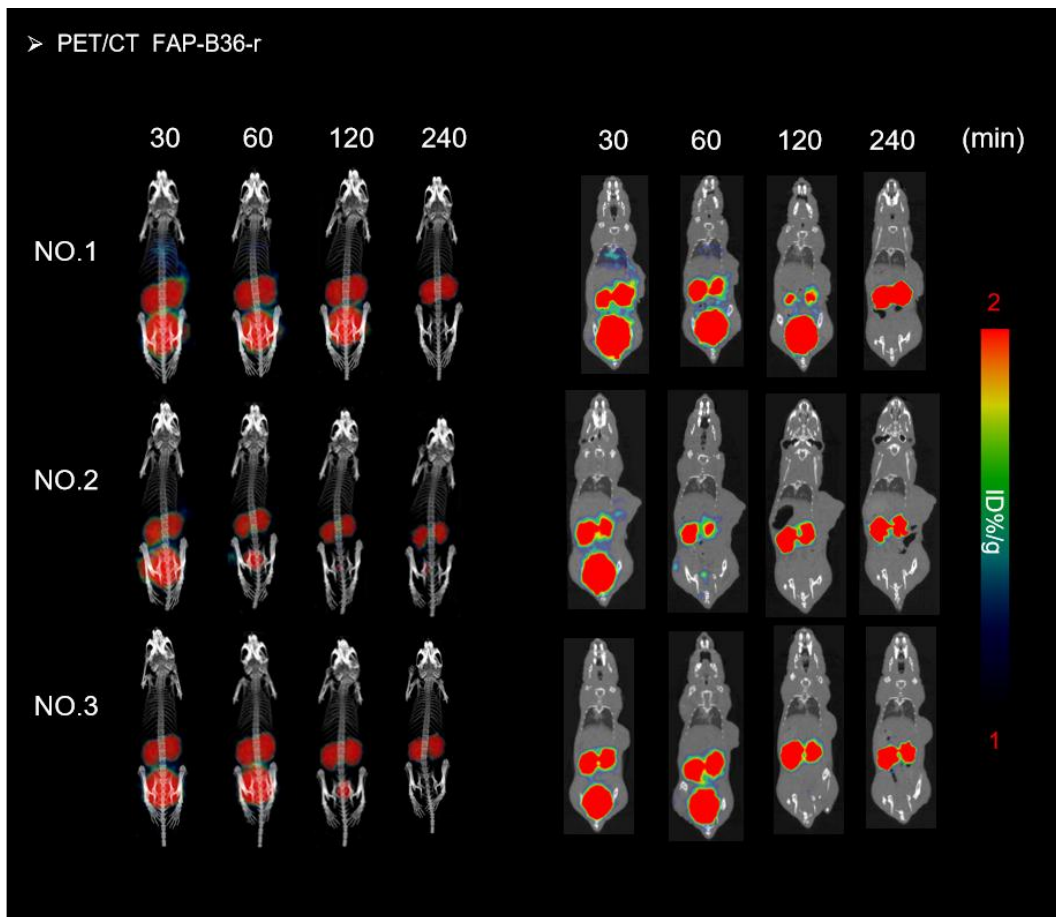 ➢ PET/CT FAP-B36-r
30 60 120 240 30 60 120 240 (min)
NO.1
2
NO.2
ID%/g
NO.3
1